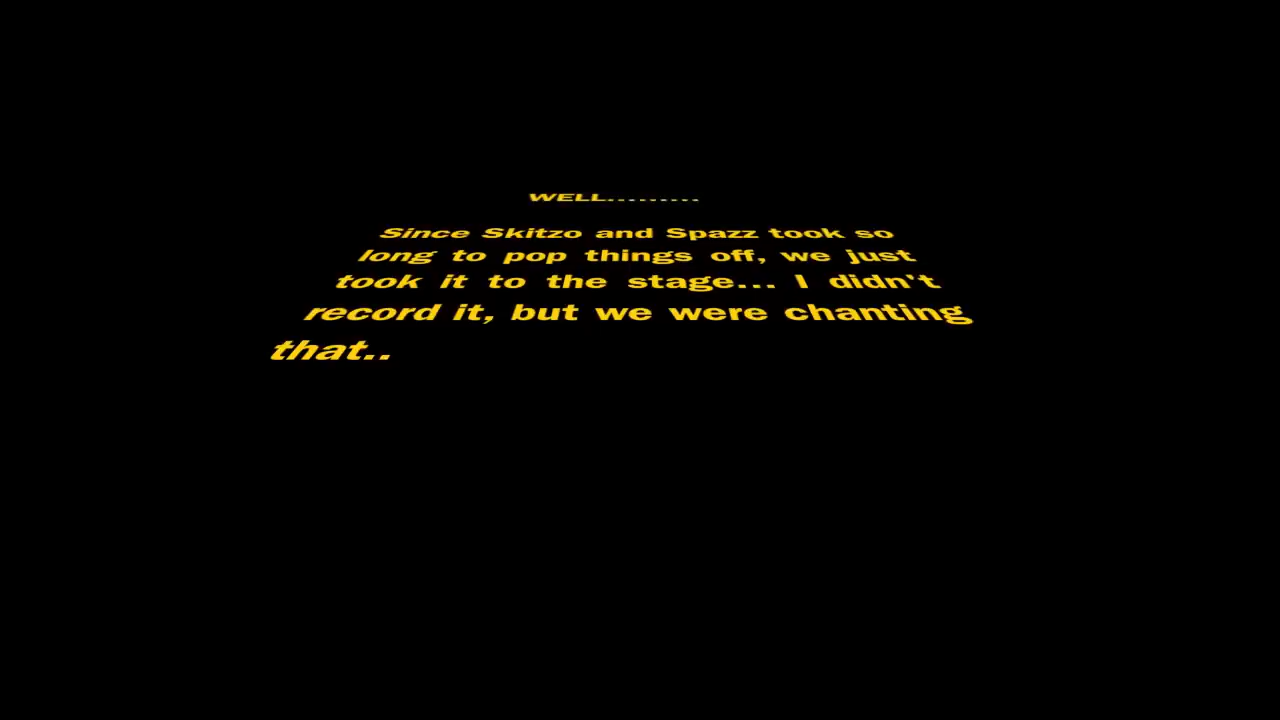 WELL.........
Since Skitzo and Spazz took so
long to pop things off, we just
took it to the stage... I didn't
record it, but we were chanting
that..